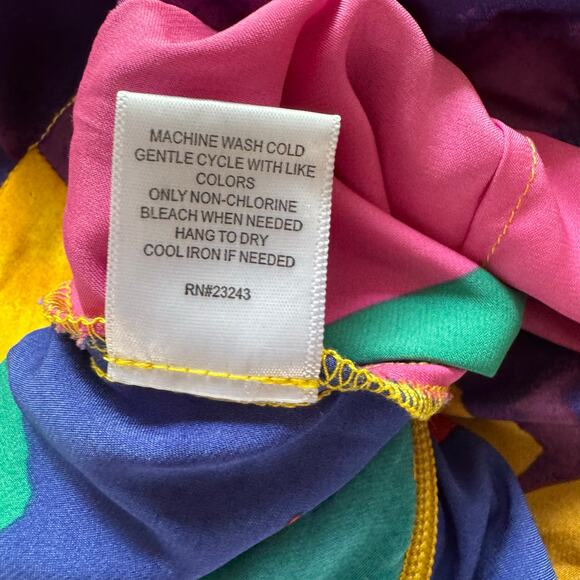 MACHINE WASH COLD
GENTLE CYCLE WITH LIKE
COLORS
ONLY NON-CHLORINE
BLEACH WHEN NEEDED
HANG TO DRY
COOL IRON IF NEEDED
RN#23243